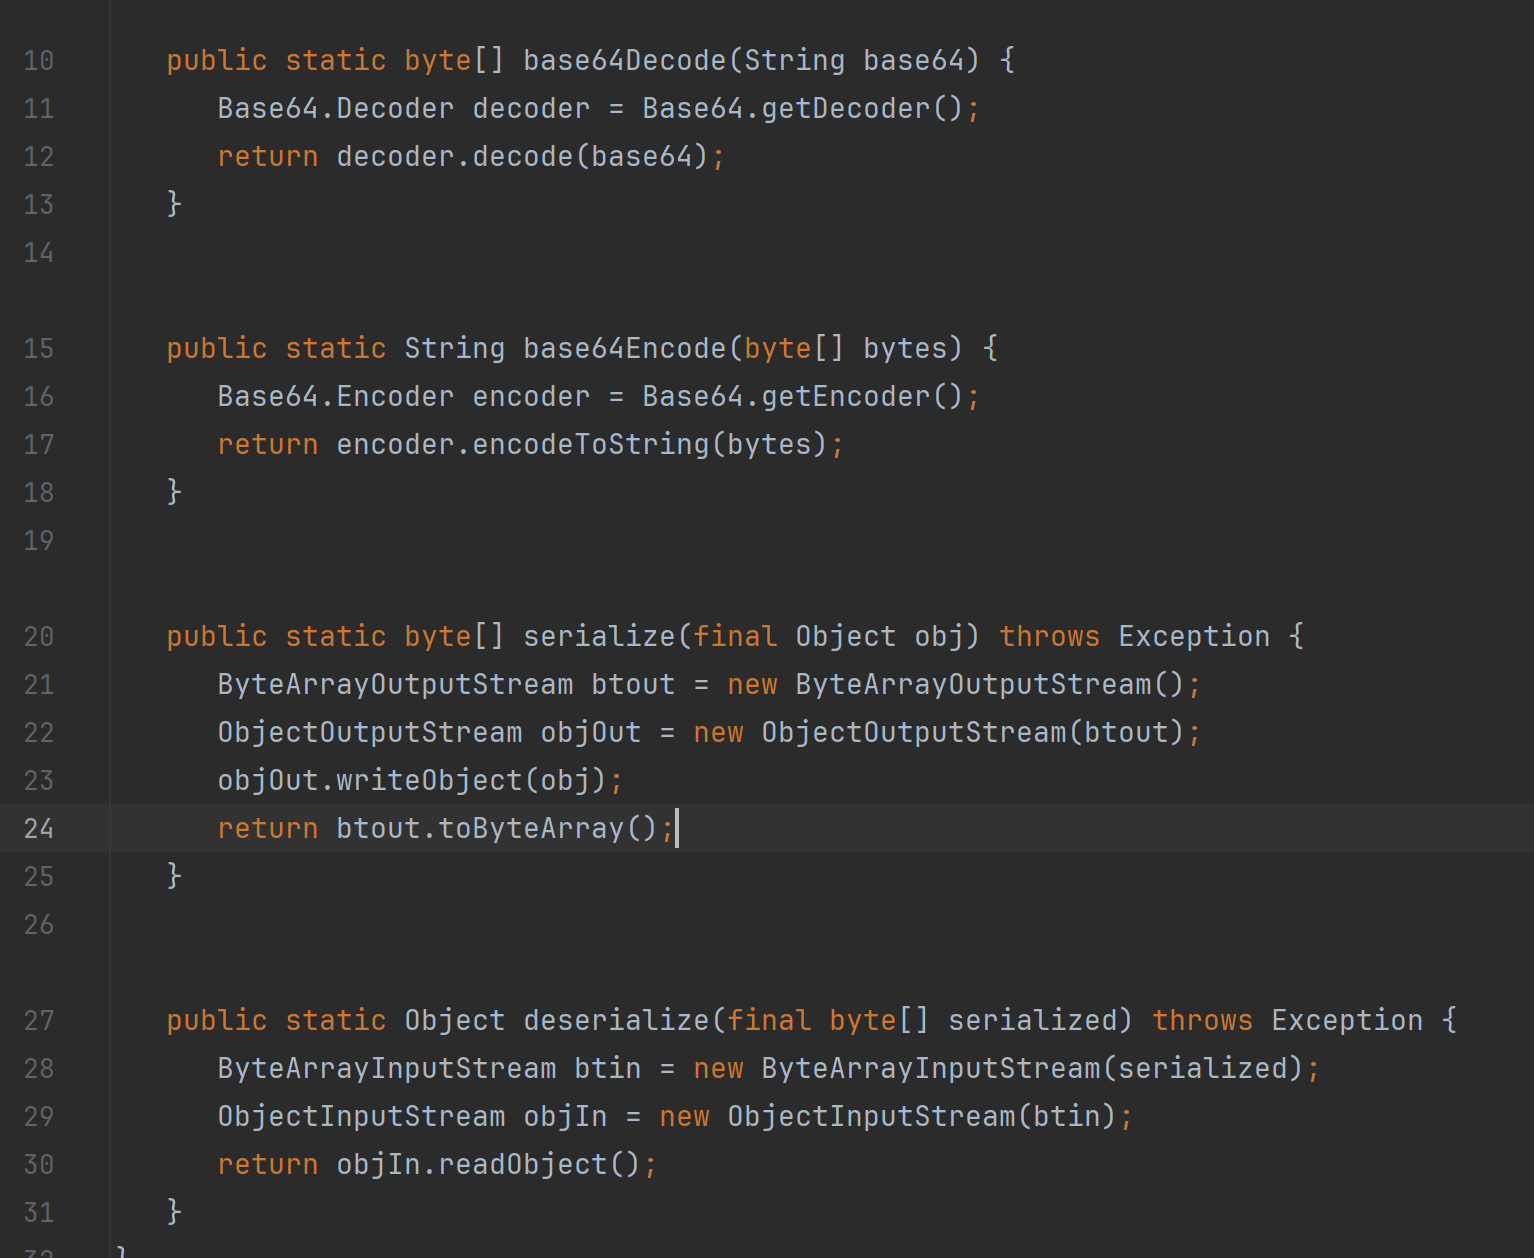 10 public static byte[] base64Decode(String base64) {
11 Base64.Decoder decoder = Base64.getDecoder();
12 return decoder.decode(base64);
13 }
14
15 public static String base64Encode(byte[] bytes) {
16 Base64.Encoder encoder = Base64.getEncoder();
17 return encoder.encodeToString(bytes);
18 }
19
20 public static byte[] serialize(final Object obj) throws Exception {
21 ByteArrayOutputStream btout = new ByteArrayOutputStream();
22 ObjectOutputStream objOut = new ObjectOutputStream(btout);
23 objOut.writeObject(obj);
24 return btout.toByteArray();
25 }
26
27 public static Object deserialize(final byte[] serialized) throws Exception {
28 ByteArrayInputStream btin = new ByteArrayInputStream(serialized);
29 ObjectInputStream objIn = new ObjectInputStream(btin);
30 return objIn.readObject();
31 }
32 }